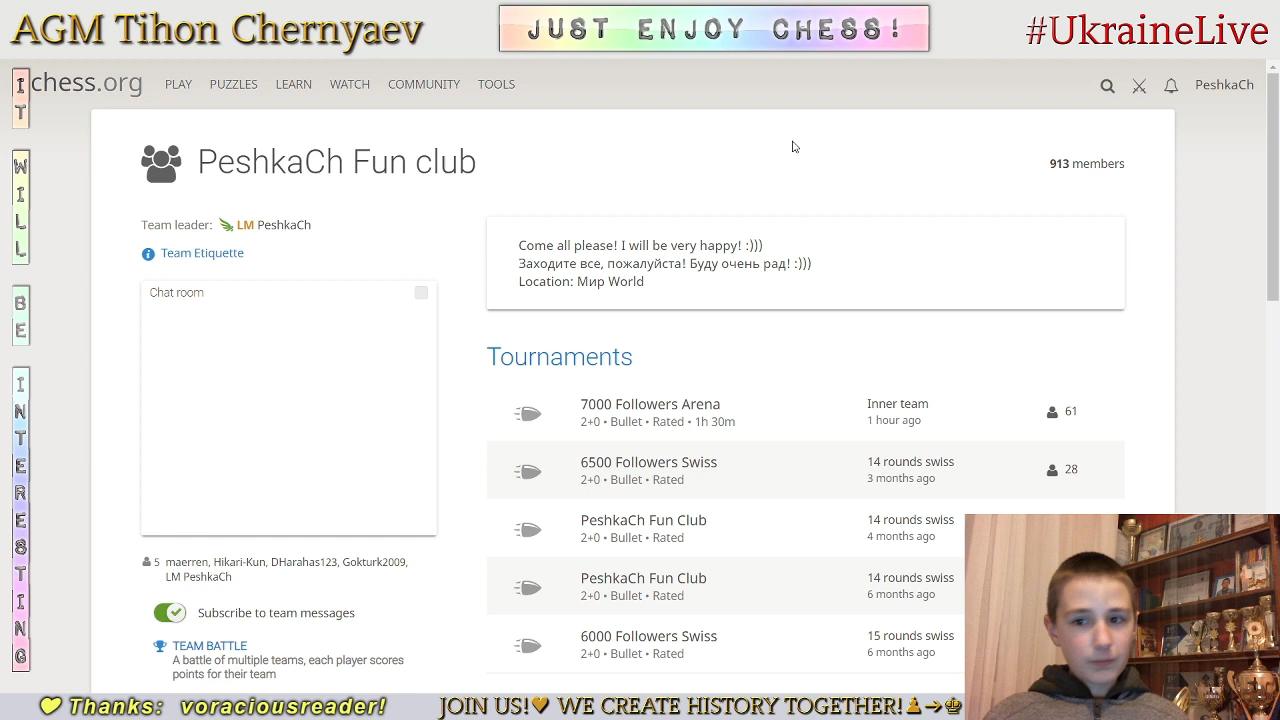 AGM Tihon Chernyaev
JUST ENJOY CHESS!
#UkraineLive
IT WILL BE INTERESTING
chess.org
PLAY PUZZLES LEARN WATCH COMMUNITY TOOLS
PeshkaCh
PeshkaCh Fun club
913 members
Team leader: LM PeshkaCh
Team Etiquette
Come all please! I will be very happy! :)))
Заходите все, пожалуйста! Буду очень рад! :)))
Location: Мир World
Chat room
Tournaments
7000 Followers Arena
2+0 • Bullet • Rated • 1h 30m
Inner team
1 hour ago
61
6500 Followers Swiss
2+0 • Bullet • Rated
14 rounds swiss
3 months ago
28
PeshkaCh Fun Club
2+0 • Bullet • Rated
14 rounds swiss
4 months ago
PeshkaCh Fun Club
2+0 • Bullet • Rated
14 rounds swiss
6 months ago
6000 Followers Swiss
2+0 • Bullet • Rated
15 rounds swiss
6 months ago
5 maerren, Hikari-Kun, DHarahas123, Gokturk2009,
LM PeshkaCh
Subscribe to team messages
TEAM BATTLE
A battle of multiple teams, each player scores
points for their team
Thanks: voraciousreader!
JOIN US! WE CREATE HISTORY TOGETHER!